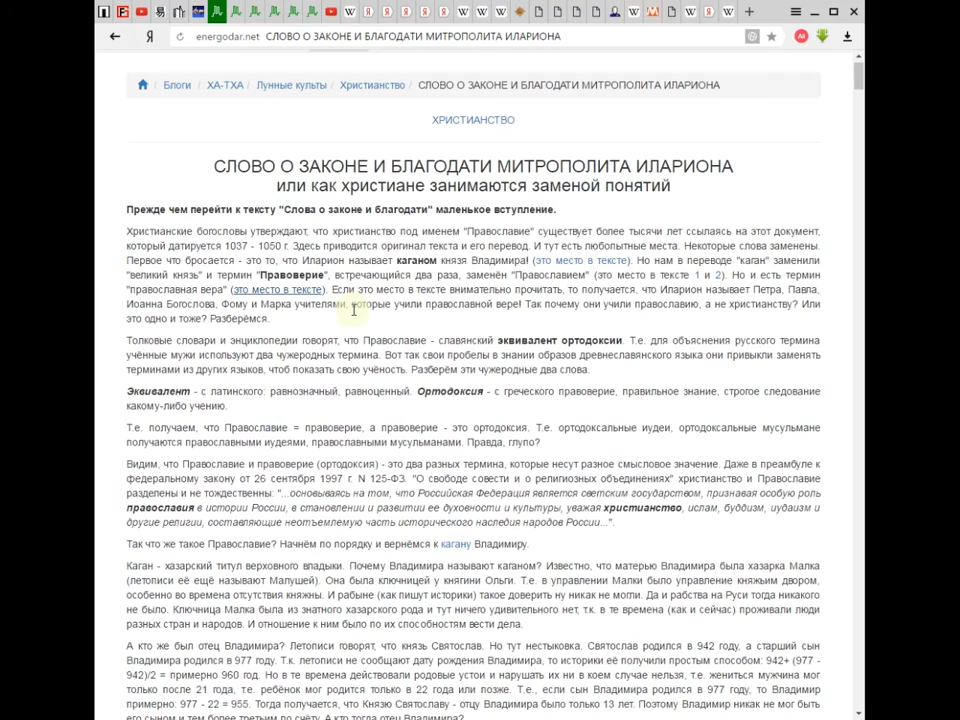 energodar.net СЛОВО О ЗАКОНЕ И БЛАГОДАТИ МИТРОПОЛИТА ИЛАРИОНА
Блоги / ХА-ТХА / Лунные культы / Христианство / СЛОВО О ЗАКОНЕ И БЛАГОДАТИ МИТРОПОЛИТА ИЛАРИОНА
ХРИСТИАНСТВО
СЛОВО О ЗАКОНЕ И БЛАГОДАТИ МИТРОПОЛИТА ИЛАРИОНА
или как христиане занимаются заменой понятий
Прежде чем перейти к тексту "Слова о законе и благодати" маленькое вступление.
Христианские богословы утверждают, что христианство под именем "Православие" существует более тысячи лет ссылаясь на этот документ,
который датируется 1037 - 1050 г. Здесь приводится оригинал текста и его перевод. И тут есть любопытные места. Некоторые слова заменены.
Первое что бросается - это то, что Иларион называет каганом князя Владимира! (это место в тексте). Но нам в переводе "каган" заменили
"великий князь" и термин "Правоверие", встречающийся два раза, заменён "Православием" (это место в тексте 1 и 2). Но и есть термин
"православная вера" (это место в тексте). Если это место в тексте внимательно прочитать, то получается, что Иларион называет Петра, Павла,
Иоанна Богослова, Фому и Марка учителями, которые учили православной вере! Так почему они учили православию, а не христианству? Или
это одно и тоже? Разберёмся.
Толковые словари и энциклопедии говорят, что Православие - славянский эквивалент ортодоксии. Т.е. для объяснения русского термина
учённые мужи используют два чужеродных термина. Вот так свои пробелы в знании образов древнеславянского языка они привыкли заменять
терминами из других языков, чтоб показать свою учёность. Разберём эти чужеродные два слова.
Эквивалент - с латинского: равнозначный, равноценный. Ортодоксия - с греческого правоверие, правильное знание, строгое следование
какому-либо учению.
Т.е. получаем, что Православие = правоверие, а правоверие - это ортодоксия. Т.е. ортодоксальные иудеи, ортодоксальные мусульмане
получаются православными иудеями, православными мусульманами. Правда, глупо?
Видим, что Православие и правоверие (ортодоксия) - это два разных термина, которые несут разное смысловое значение. Даже в преамбуле к
федеральному закону от 26 сентября 1997 г. N 125-ФЗ. "О свободе совести и о религиозных объединениях" христианство и Православие
разделены и не тождественны: "...основываясь на том, что Российская Федерация является светским государством, признавая особую роль
православия в истории России, в становлении и развитии ее духовности и культуры, уважая христианство, ислам, буддизм, иудаизм и
другие религии, составляющие неотъемлемую часть исторического наследия народов России...".
Так что же такое Православие? Начнём по порядку и вернёмся к кагану Владимиру.
Каган - хазарский титул верховного владыки. Почему Владимира называют каганом? Известно, что матерью Владимира была хазарка Малка
(летописи её ещё называют Малушей). Она была ключницей у княгини Ольги. Т.е. в управлении Малки было управление княжьим двором,
особенно во времена отсутствия княжны. И рабыне (как пишут историки) такое доверить ну никак не могли. Да и рабства на Руси тогда никакого
не было. Ключница Малка была из знатного хазарского рода и тут ничего удивительного нет, т.к. в те времена (как и сейчас) проживали люди
разных стран и народов. И отношение к ним было по их способностям вести дела.
А кто же был отец Владимира? Летописи говорят, что князь Святослав. Но тут нестыковка. Святослав родился в 942 году, а старший сын
Владимира родился в 977 году. Т.к. летописи не сообщают дату рождения Владимира, то историки её получили простым способом: 942+ (977 -
942)/2 = примерно 960 год. Но в те времена действовали родовые устои и нарушать их ни в коем случае нельзя, т.е. жениться мужчина мог
только после 21 года, т.е. ребёнок мог родится только в 22 года или позже. Т.е., если сын Владимира родился в 977 году, то Владимир
примерно: 977 - 22 = 955. Тогда получается, что Князю Святославу - отцу Владимира было только 13 лет. Поэтому Владимир никак не мог быть
его сыном и тем более третьим по счёту. А кто тогда отец Владимира?